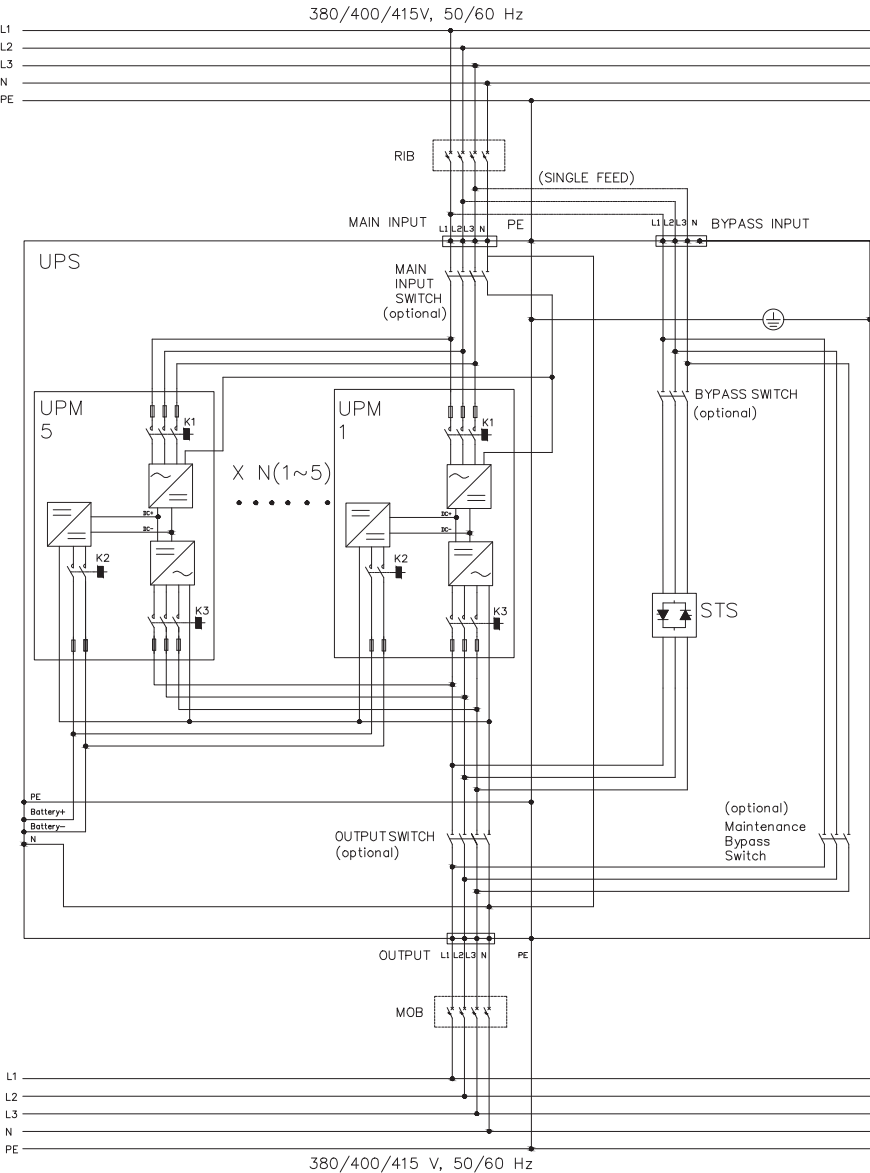 380/400/415V, 50/60 Hz
L1
L2
L3
N
PE
RIB
(SINGLE FEED)
MAIN INPUT
L1 L2 L3 N
PE
L1 L2 L3 N
BYPASS INPUT
UPS
MAIN
INPUT
SWITCH
(optional)
UPM
5
K1
UPM
1
K1
BYPASS SWITCH
(optional)
X N(1~5)
DC+
DC-
DC+
DC-
K2
K2
K3
K3
STS
PE
Battery+
Battery-
N
OUTPUT SWITCH
(optional)
(optional)
Maintenance
Bypass
Switch
OUTPUT
L1 L2 L3 N
PE
MOB
L1
L2
L3
N
PE
380/400/415 V, 50/60 Hz